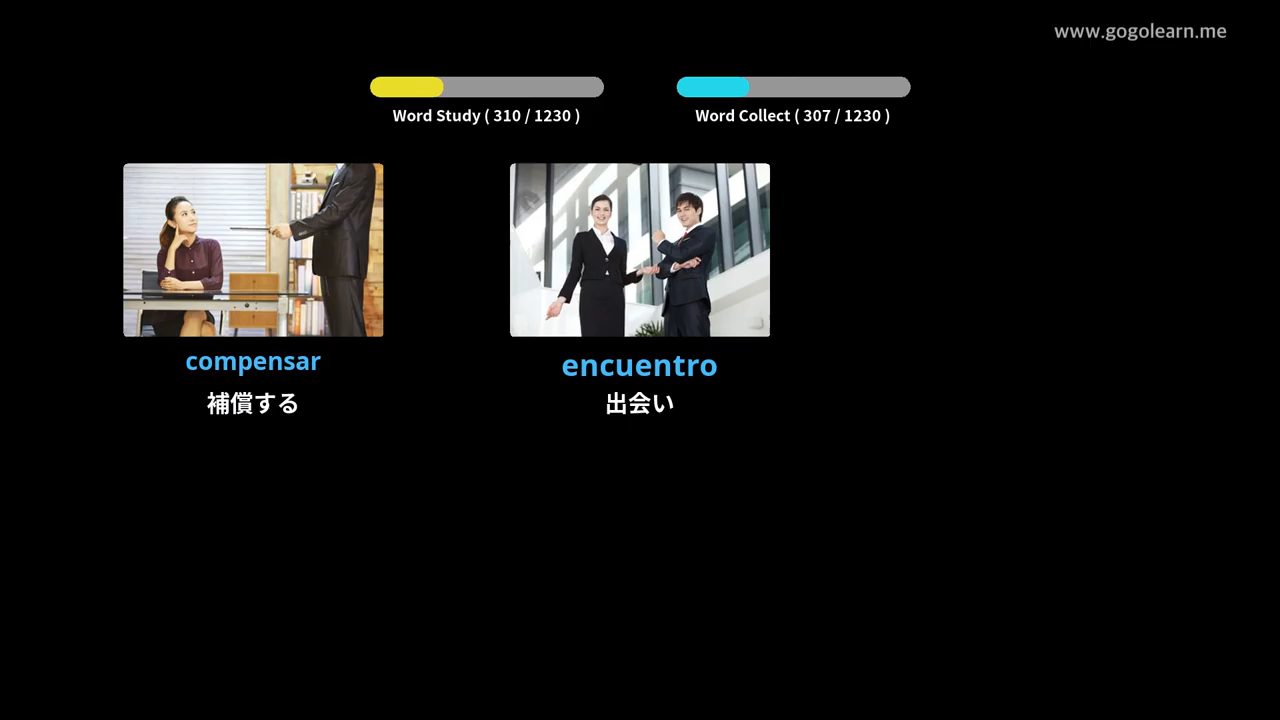 www.gogolearn.me
Word Study ( 310 / 1230 )
Word Collect ( 307 / 1230 )
compensar
補償する
encuentro
出会い